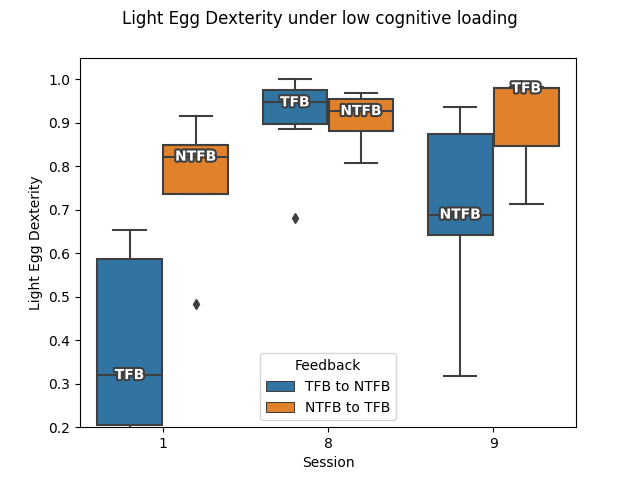 Light Egg Dexterity under low cognitive loading
Light Egg Dexterity
1.0
0.9
0.8
0.7
0.6
0.5
0.4
0.3
0.2
TFB
NTFB
TFB
NTFB
NTFB
TFB
Feedback
TFB to NTFB
NTFB to TFB
1
8
9
Session